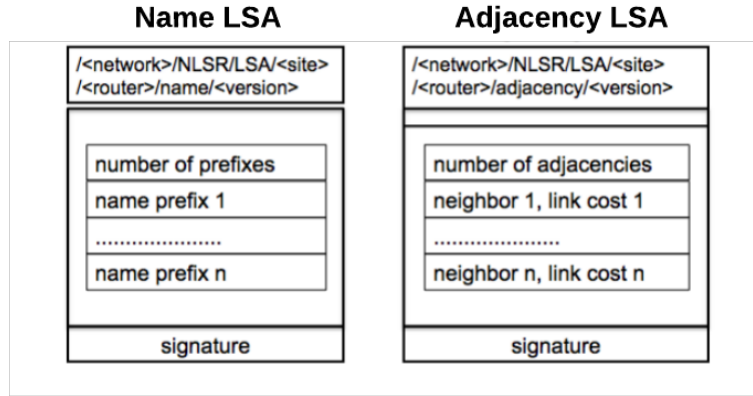 Name LSA
/<network>/NLSR/LSA/<site>
/<router>/name/<version>
number of prefixes
name prefix 1
.....................
name prefix n
signature
Adjacency LSA
/<network>/NLSR/LSA/<site>
/<router>/adjacency/<version>
number of adjacencies
neighbor 1, link cost 1
.....................
neighbor n, link cost n
signature